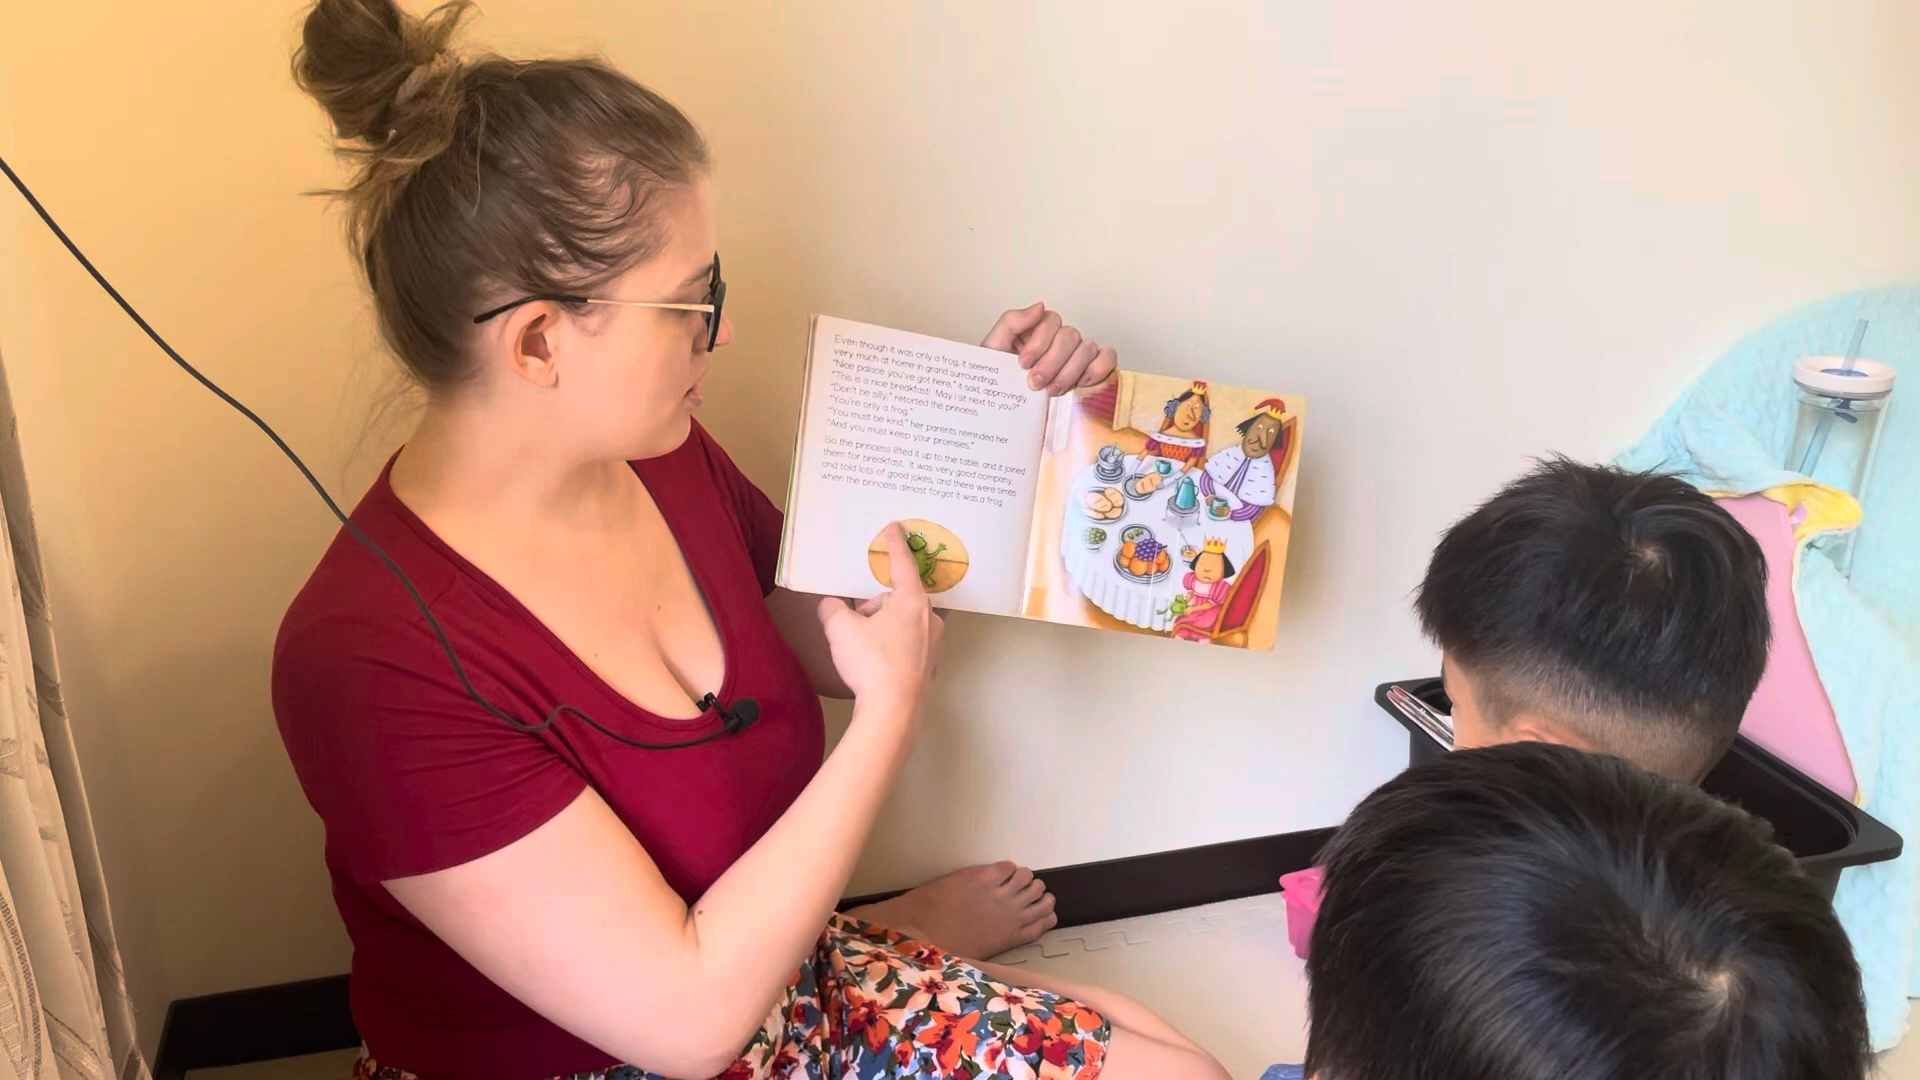 Even though it was only a frog, it seemed
very much at home in grand surroundings.
"Nice palace you've got here," it said, approvingly.
"This is a nice breakfast! May I sit next to you?"
"Don't be silly," retorted the princess.
"You're only a frog."
"You must be kind," her parents reminded her.
"And you must keep your promises."
So the princess lifted it up to the table, and it joined
them for breakfast. It was very good company,
and told lots of good jokes, and there were times
when the princess almost forgot it was a frog.